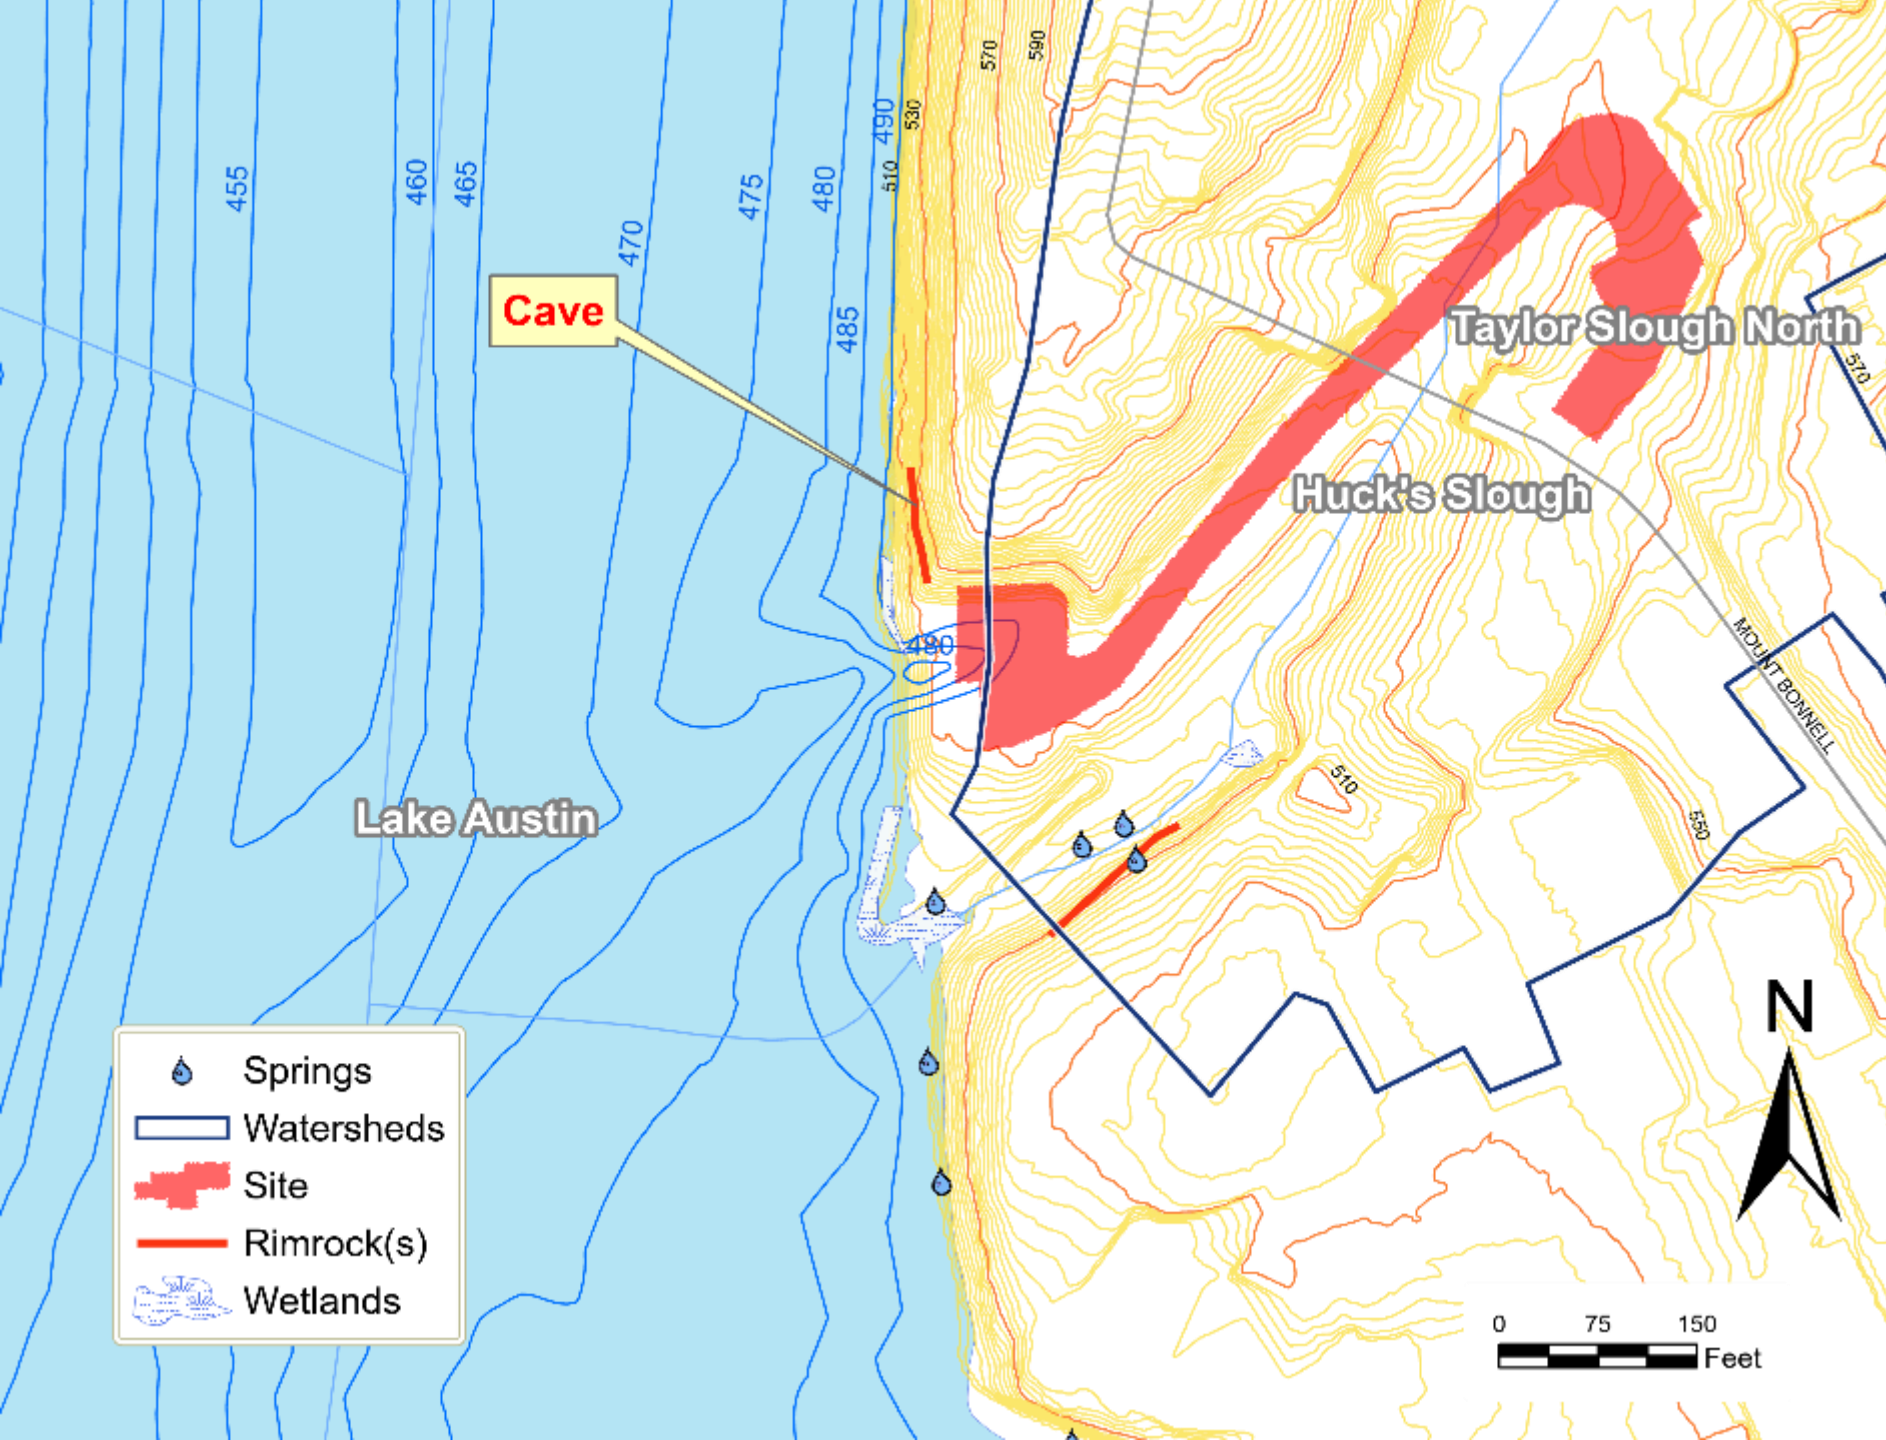 570
590
490
530
510
455
460
465
475
480
470
485
Cave
Taylor Slough North
570
Huck's Slough
480
MOUNT BONNELL
510
Lake Austin
550
N
Springs
Watersheds
Site
Rimrock(s)
Wetlands
0 75 150
Feet